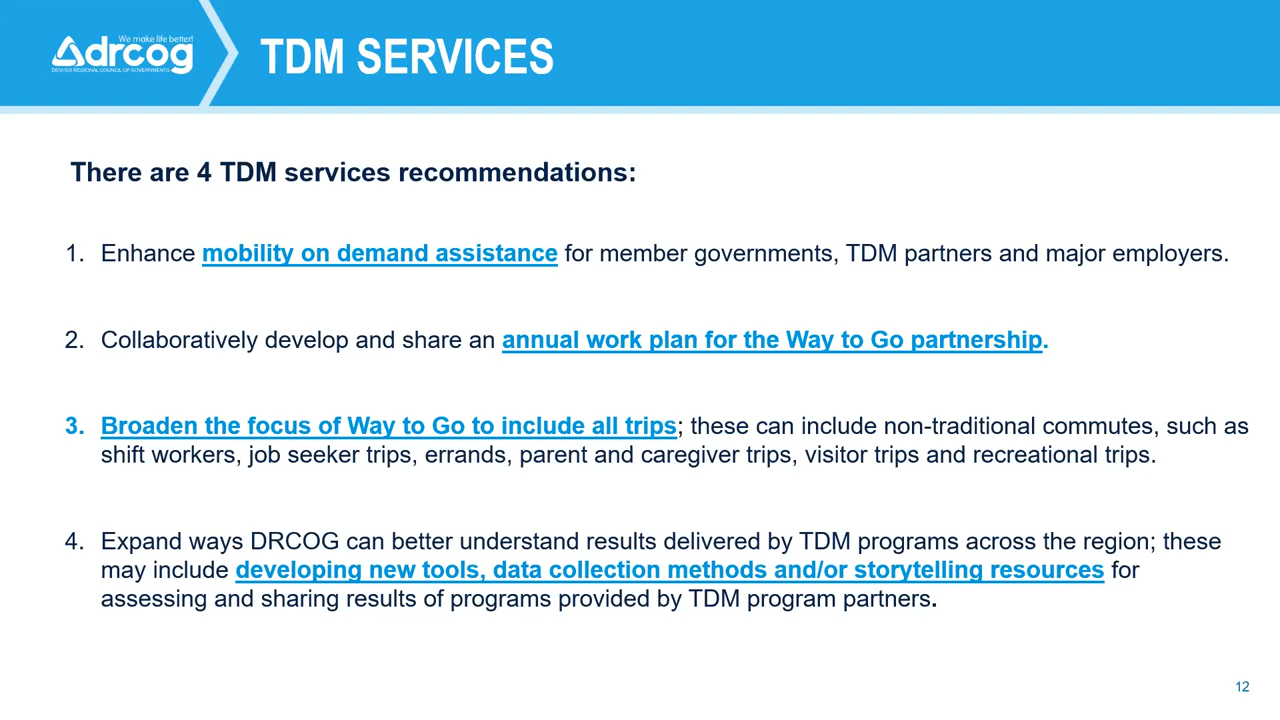 We make life better!
drcog
DENVER REGIONAL COUNCIL OF GOVERNMENTS
TDM SERVICES
There are 4 TDM services recommendations:
1. Enhance mobility on demand assistance for member governments, TDM partners and major employers.
2. Collaboratively develop and share an annual work plan for the Way to Go partnership.
3. Broaden the focus of Way to Go to include all trips; these can include non-traditional commutes, such as
shift workers, job seeker trips, errands, parent and caregiver trips, visitor trips and recreational trips.
4. Expand ways DRCOG can better understand results delivered by TDM programs across the region; these
may include developing new tools, data collection methods and/or storytelling resources for
assessing and sharing results of programs provided by TDM program partners.
12